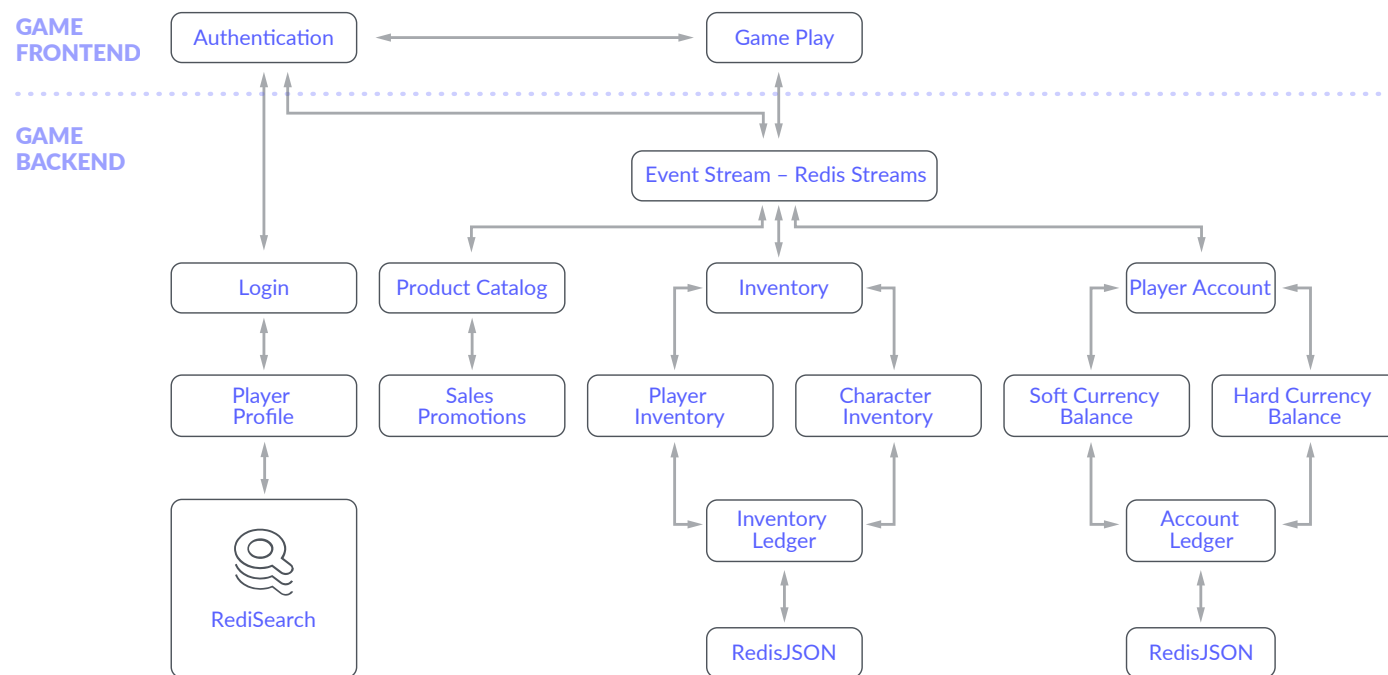 GAME
FRONTEND
Authentication
Game Play
GAME
BACKEND
Event Stream – Redis Streams
Login
Product Catalog
Inventory
Player Account
Player
Profile
Sales
Promotions
Player
Inventory
Character
Inventory
Soft Currency
Balance
Hard Currency
Balance
RediSearch
Inventory
Ledger
Account
Ledger
RedisJSON
RedisJSON